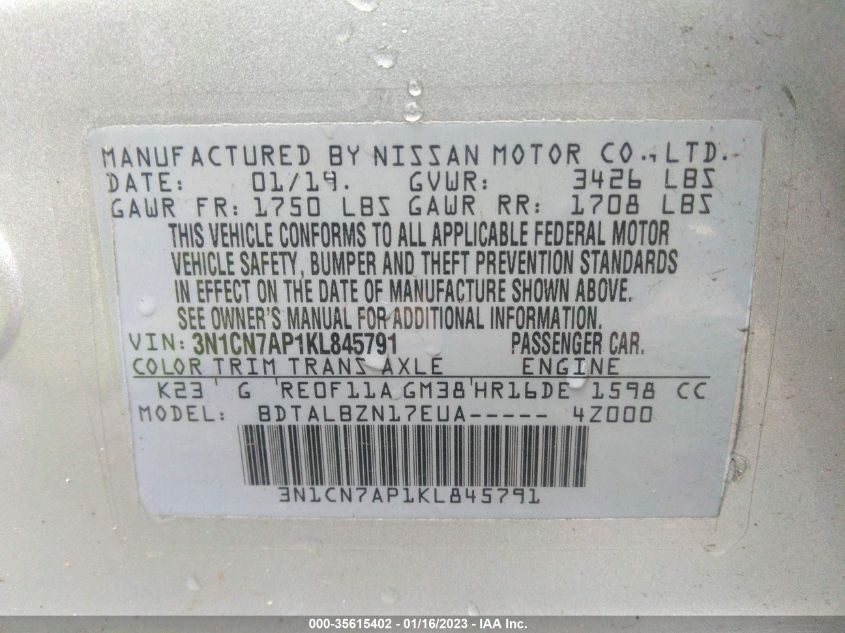 MANUFACTURED BY NISSAN MOTOR CO., LTD.
DATE: 01/19. GVWR: 3426 LBS
GAWR FR: 1750 LBS GAWR RR: 1708 LBS
THIS VEHICLE CONFORMS TO ALL APPLICABLE FEDERAL MOTOR
VEHICLE SAFETY, BUMPER AND THEFT PREVENTION STANDARDS
IN EFFECT ON THE DATE OF MANUFACTURE SHOWN ABOVE.
SEE OWNER'S MANUAL FOR ADDITIONAL INFORMATION.
VIN: 3N1CN7AP1KL845791 PASSENGER CAR.
COLOR TRIM TRANS AXLE ENGINE
K23 G RE0F11A GM38 HR16DE 1598 CC
MODEL: BDTALBZN17EUA----- 4Z000
3N1CN7AP1KL845791
000-35615402 - 01/16/2023 - IAA Inc.